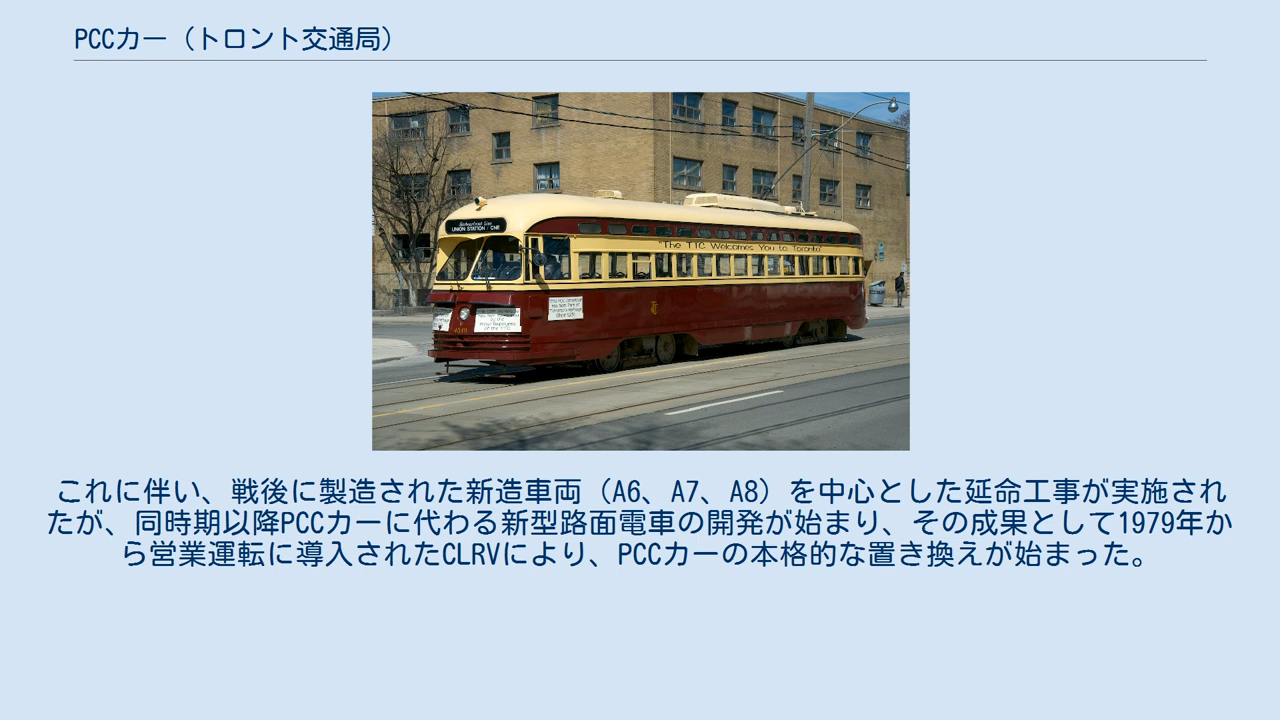 PCCカー（トロント交通局）
UNION STATION / CNE
"The TTC Welcomes You to Toronto"
これに伴い、戦後に製造された新造車両（A6、A7、A8）を中心とした延命工事が実施され
たが、同時期以降PCCカーに代わる新型路面電車の開発が始まり、その成果として1979年か
ら営業運転に導入されたCLRVにより、PCCカーの本格的な置き換えが始まった。